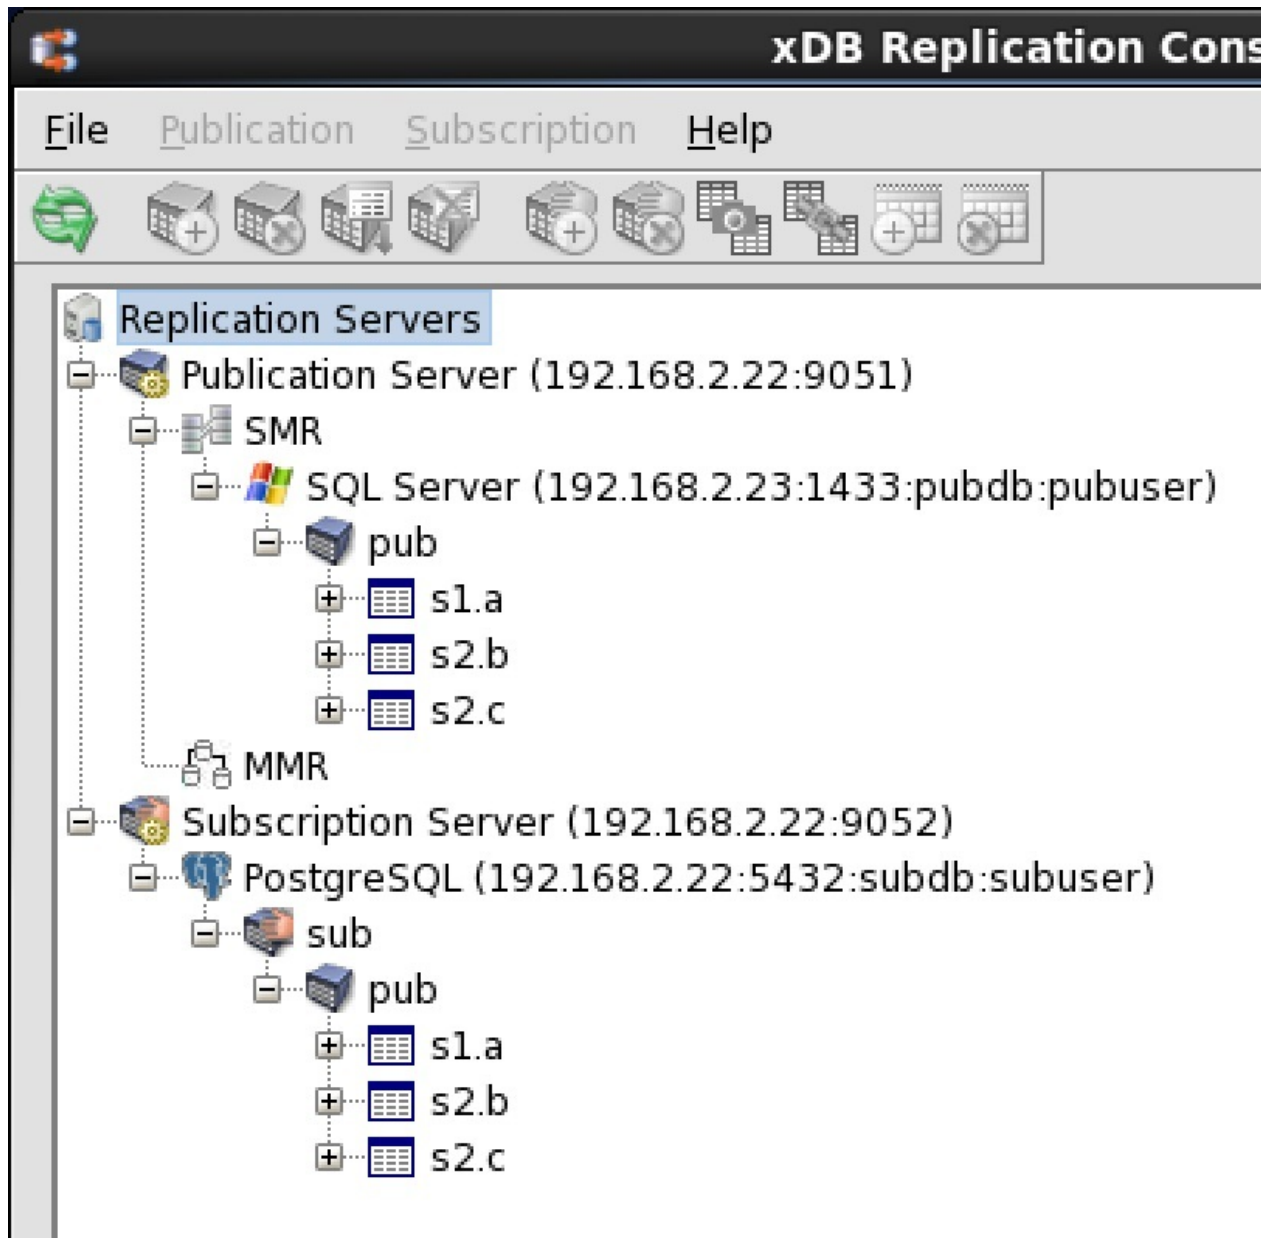 xDB Replication Cons
File Publication Subscription Help
Replication Servers
Publication Server (192.168.2.22:9051)
SMR
SQL Server (192.168.2.23:1433:pubdb:pubuser)
pub
s1.a
s2.b
s2.c
MMR
Subscription Server (192.168.2.22:9052)
PostgreSQL (192.168.2.22:5432:subdb:subuser)
sub
pub
s1.a
s2.b
s2.c